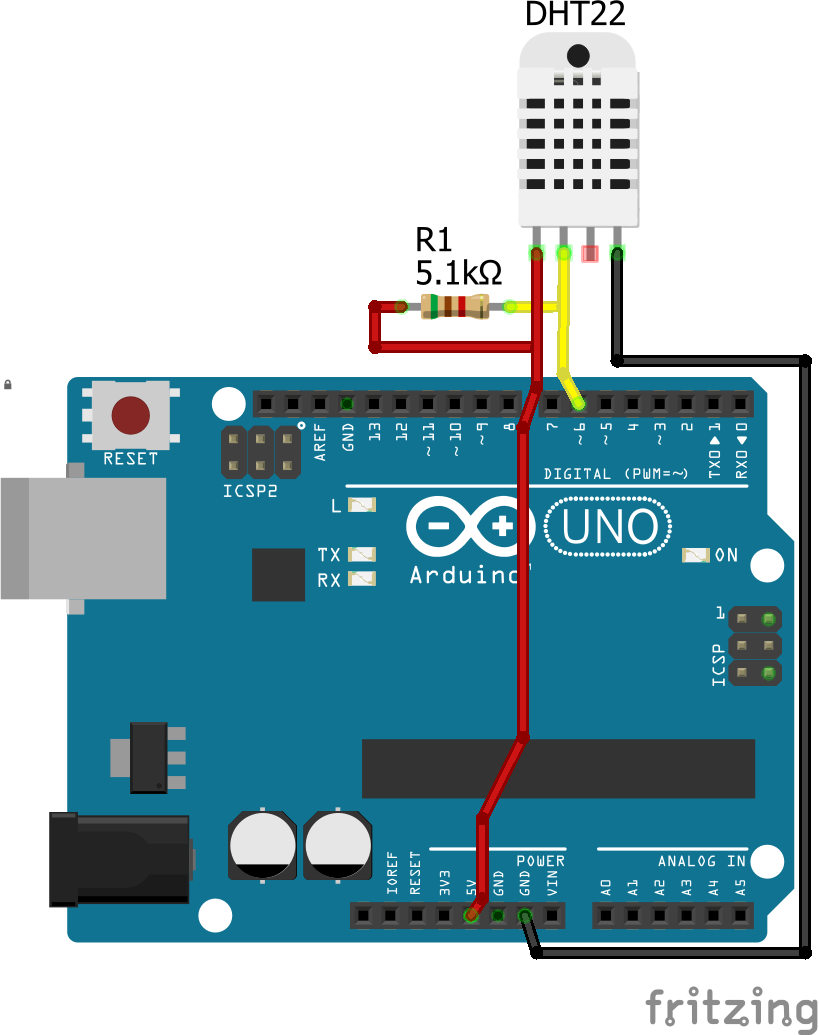 DHT22
R1
5.1kΩ
RESET
ICSP2
AREF
GND
13
12
~11
~10
~9
8
7
~6
~5
4
~3
2
TX0▶1
RX0◀0
DIGITAL (PWM=~)
L
TX
RX
Arduino
UNO
ON
1
ICSP
IOREF
RESET
3V3
5V
GND
GND
VIN
POWER
ANALOG IN
A0
A1
A2
A3
A4
A5
fritzing